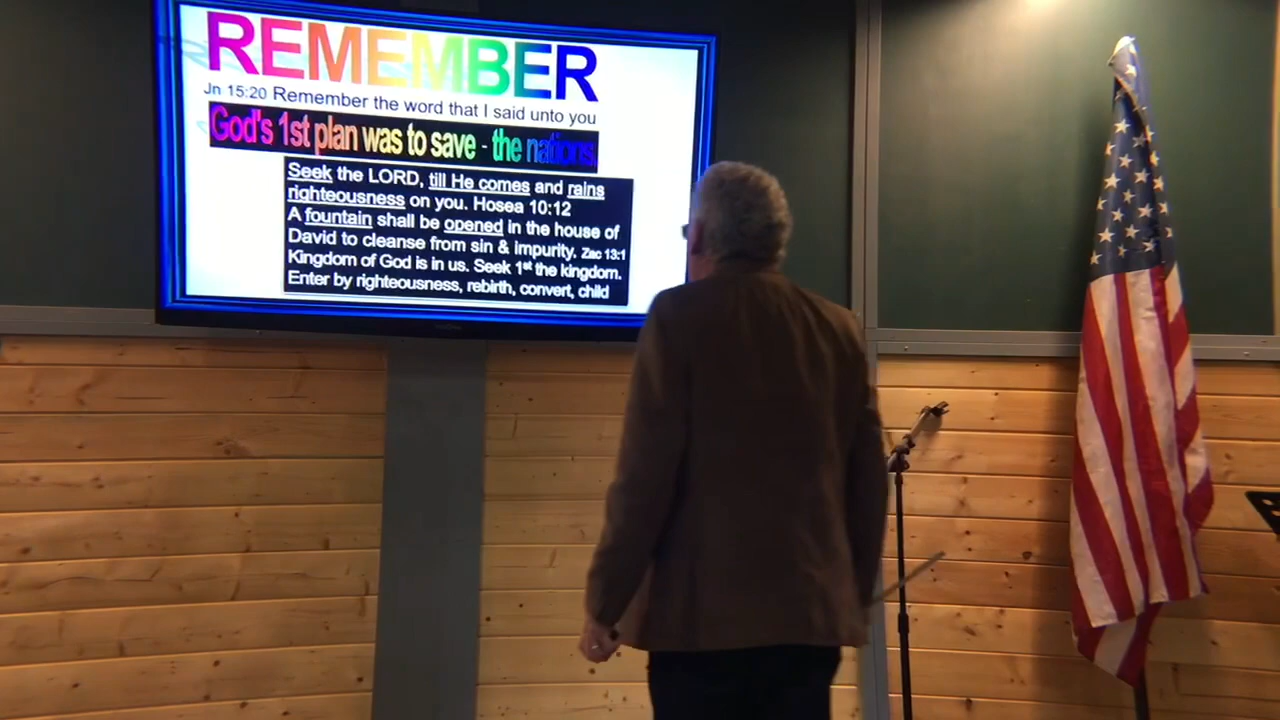 REMEMBER
Jn 15:20 Remember the word that I said unto you
God's 1st plan was to save - the nations.
Seek the LORD, till He comes and rains
righteousness on you. Hosea 10:12
A fountain shall be opened in the house of
David to cleanse from sin & impurity. Zac 13:1
Kingdom of God is in us. Seek 1st the kingdom.
Enter by righteousness, rebirth, convert, child